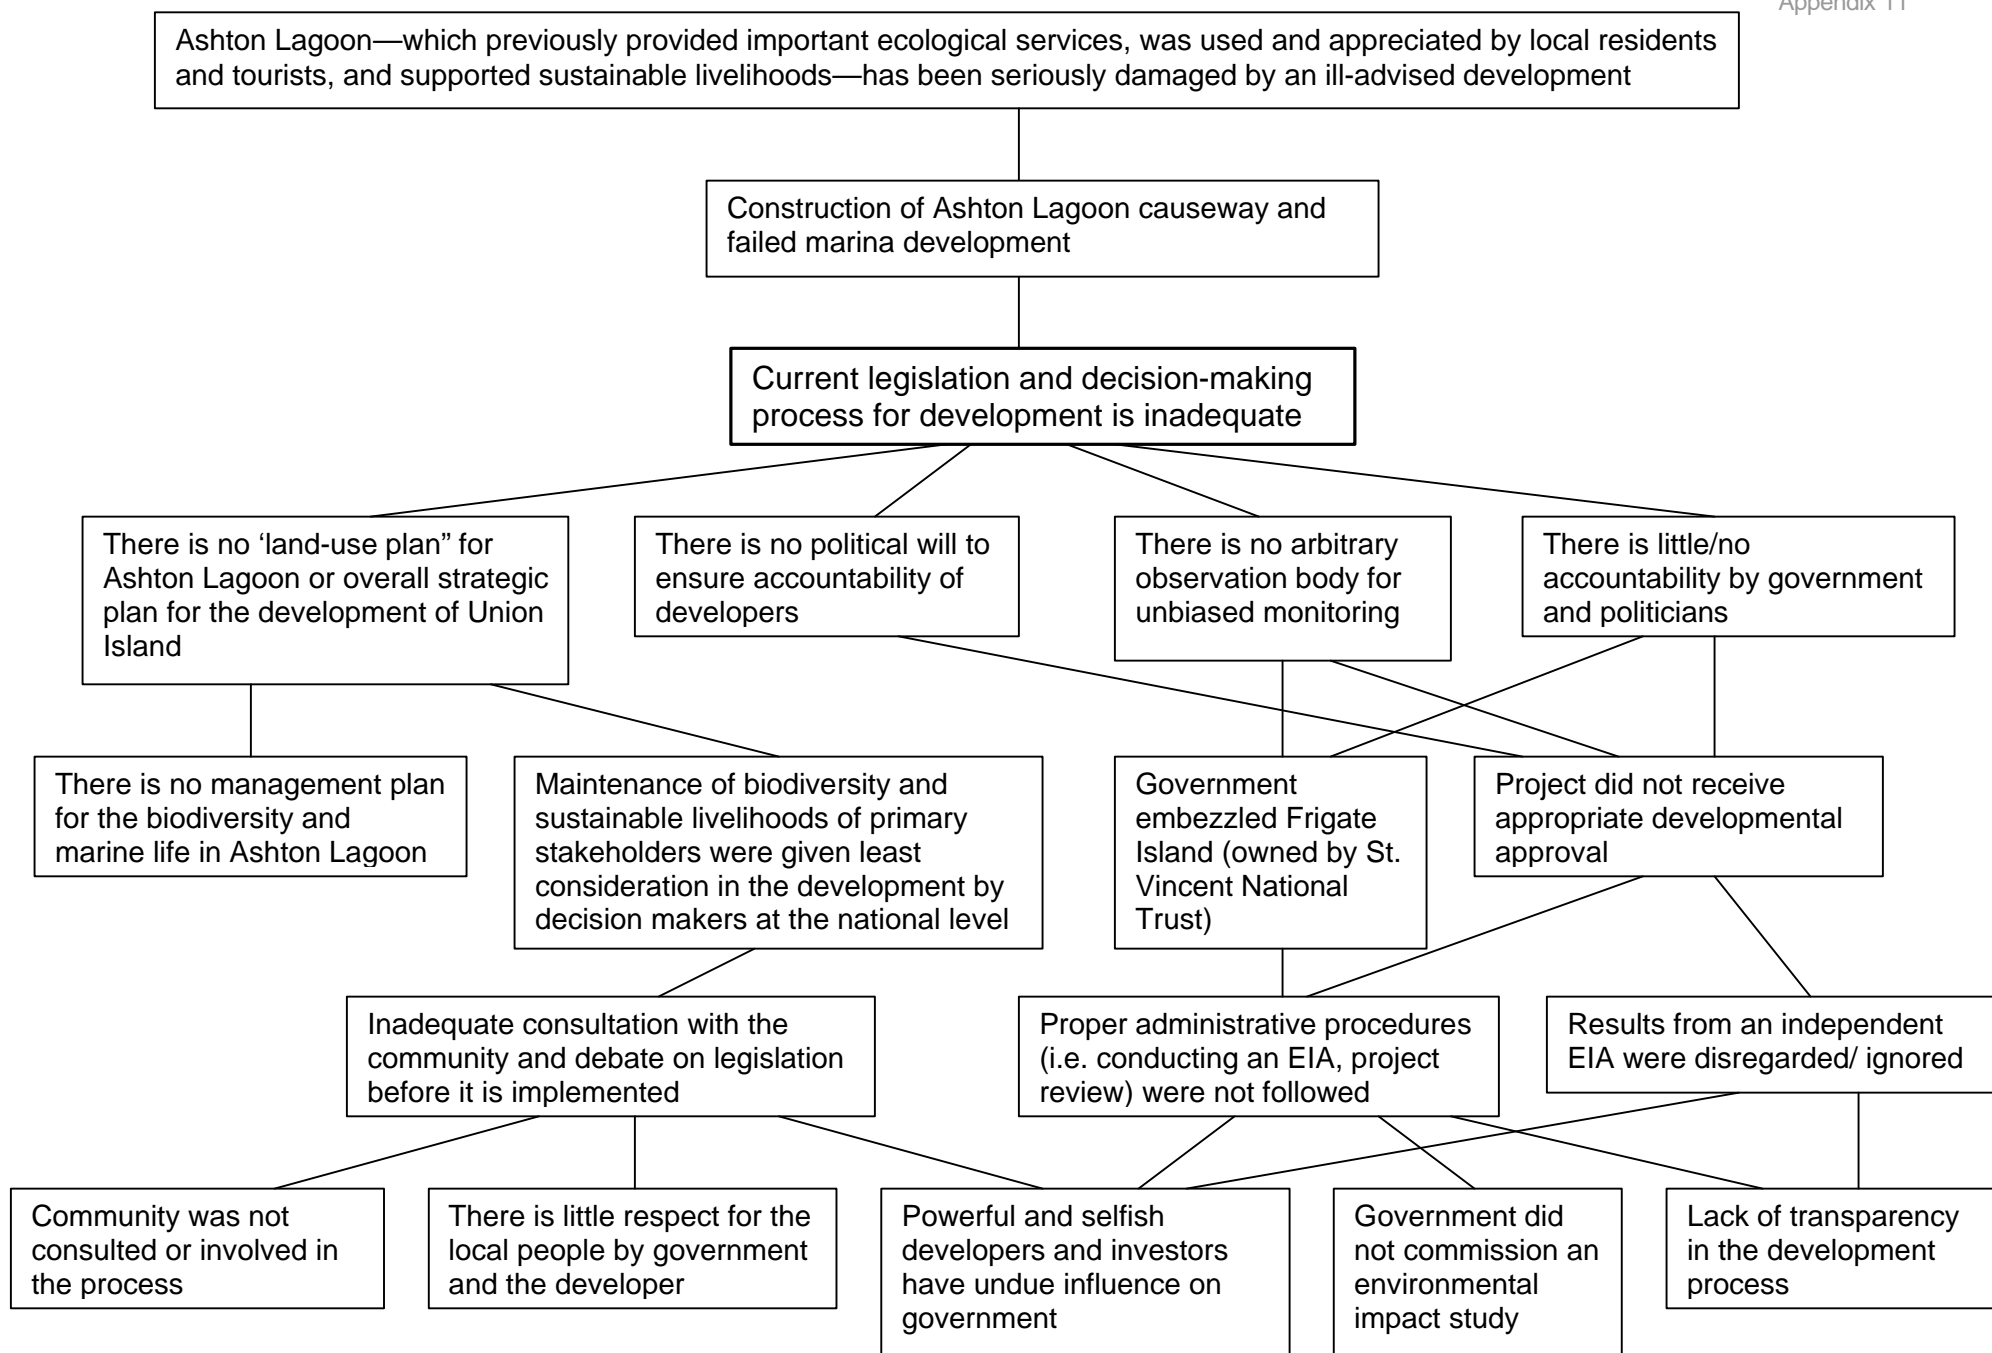 Appendix 11
Ashton Lagoon—which previously provided important ecological services, was used and appreciated by local residents
and tourists, and supported sustainable livelihoods—has been seriously damaged by an ill-advised development
Construction of Ashton Lagoon causeway and
failed marina development
Current legislation and decision-making
process for development is inadequate
There is no ‘land-use plan” for
Ashton Lagoon or overall strategic
plan for the development of Union
Island
There is no political will to
ensure accountability of
developers
There is no arbitrary
observation body for
unbiased monitoring
There is little/no
accountability by government
and politicians
There is no management plan
for the biodiversity and
marine life in Ashton Lagoon
Maintenance of biodiversity and
sustainable livelihoods of primary
stakeholders were given least
consideration in the development by
decision makers at the national level
Government
embezzled Frigate
Island (owned by St.
Vincent National
Trust)
Project did not receive
appropriate developmental
approval
Inadequate consultation with the
community and debate on legislation
before it is implemented
Proper administrative procedures
(i.e. conducting an EIA, project
review) were not followed
Results from an independent
EIA were disregarded/ ignored
Community was not
consulted or involved in
the process
There is little respect for the
local people by government
and the developer
Powerful and selfish
developers and investors
have undue influence on
government
Government did
not commission an
environmental
impact study
Lack of transparency
in the development
process